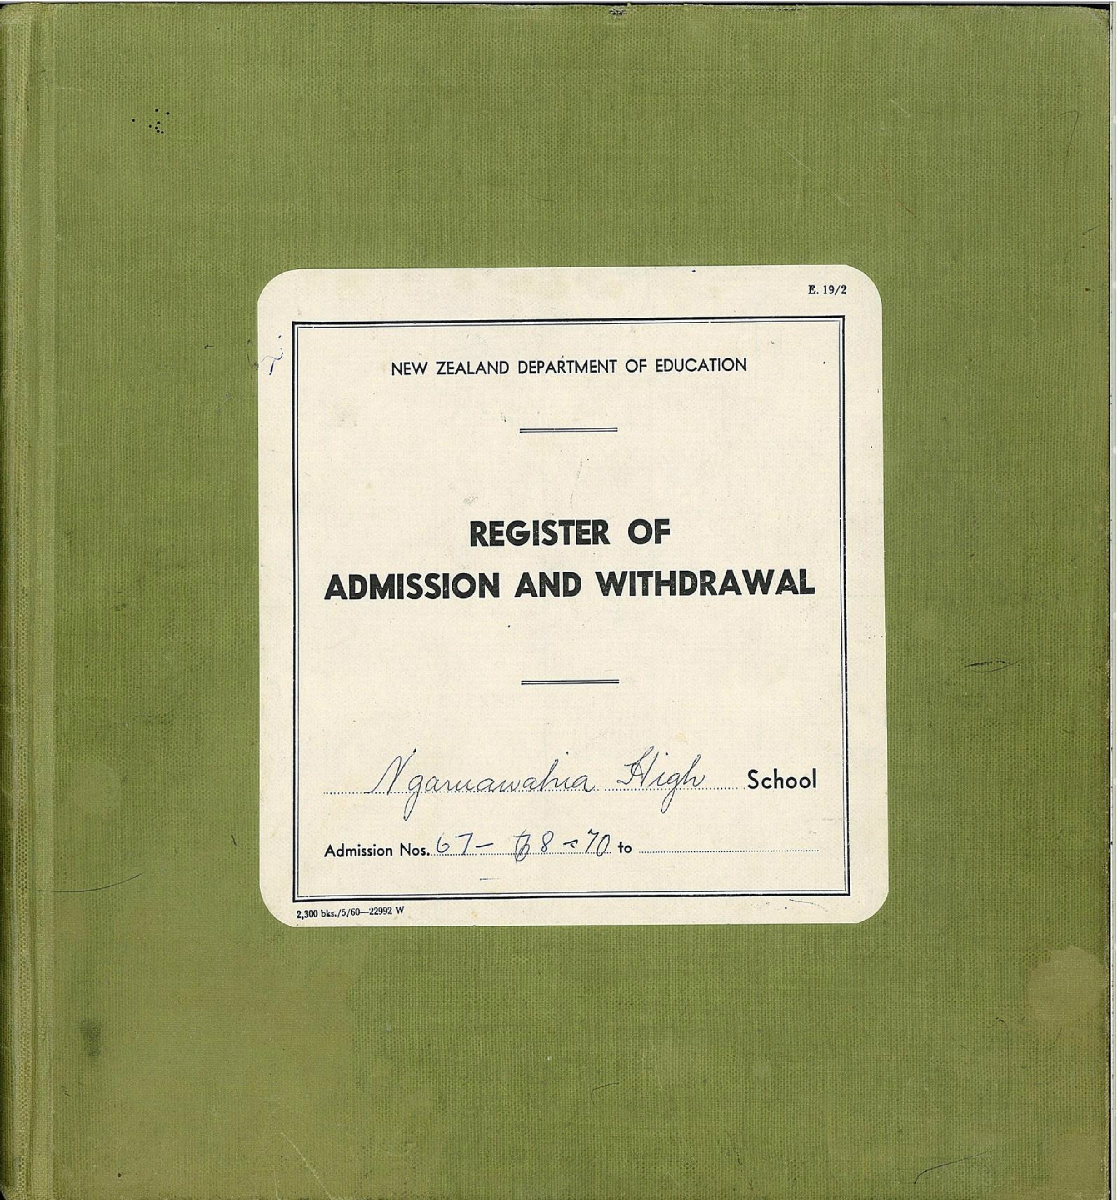 E. 19/2
NEW ZEALAND DEPARTMENT OF EDUCATION
REGISTER OF
ADMISSION AND WITHDRAWAL
Ngaruawahia High School
Admission Nos. 67- 68-70 to
2,300 bks./5/60—22992 W